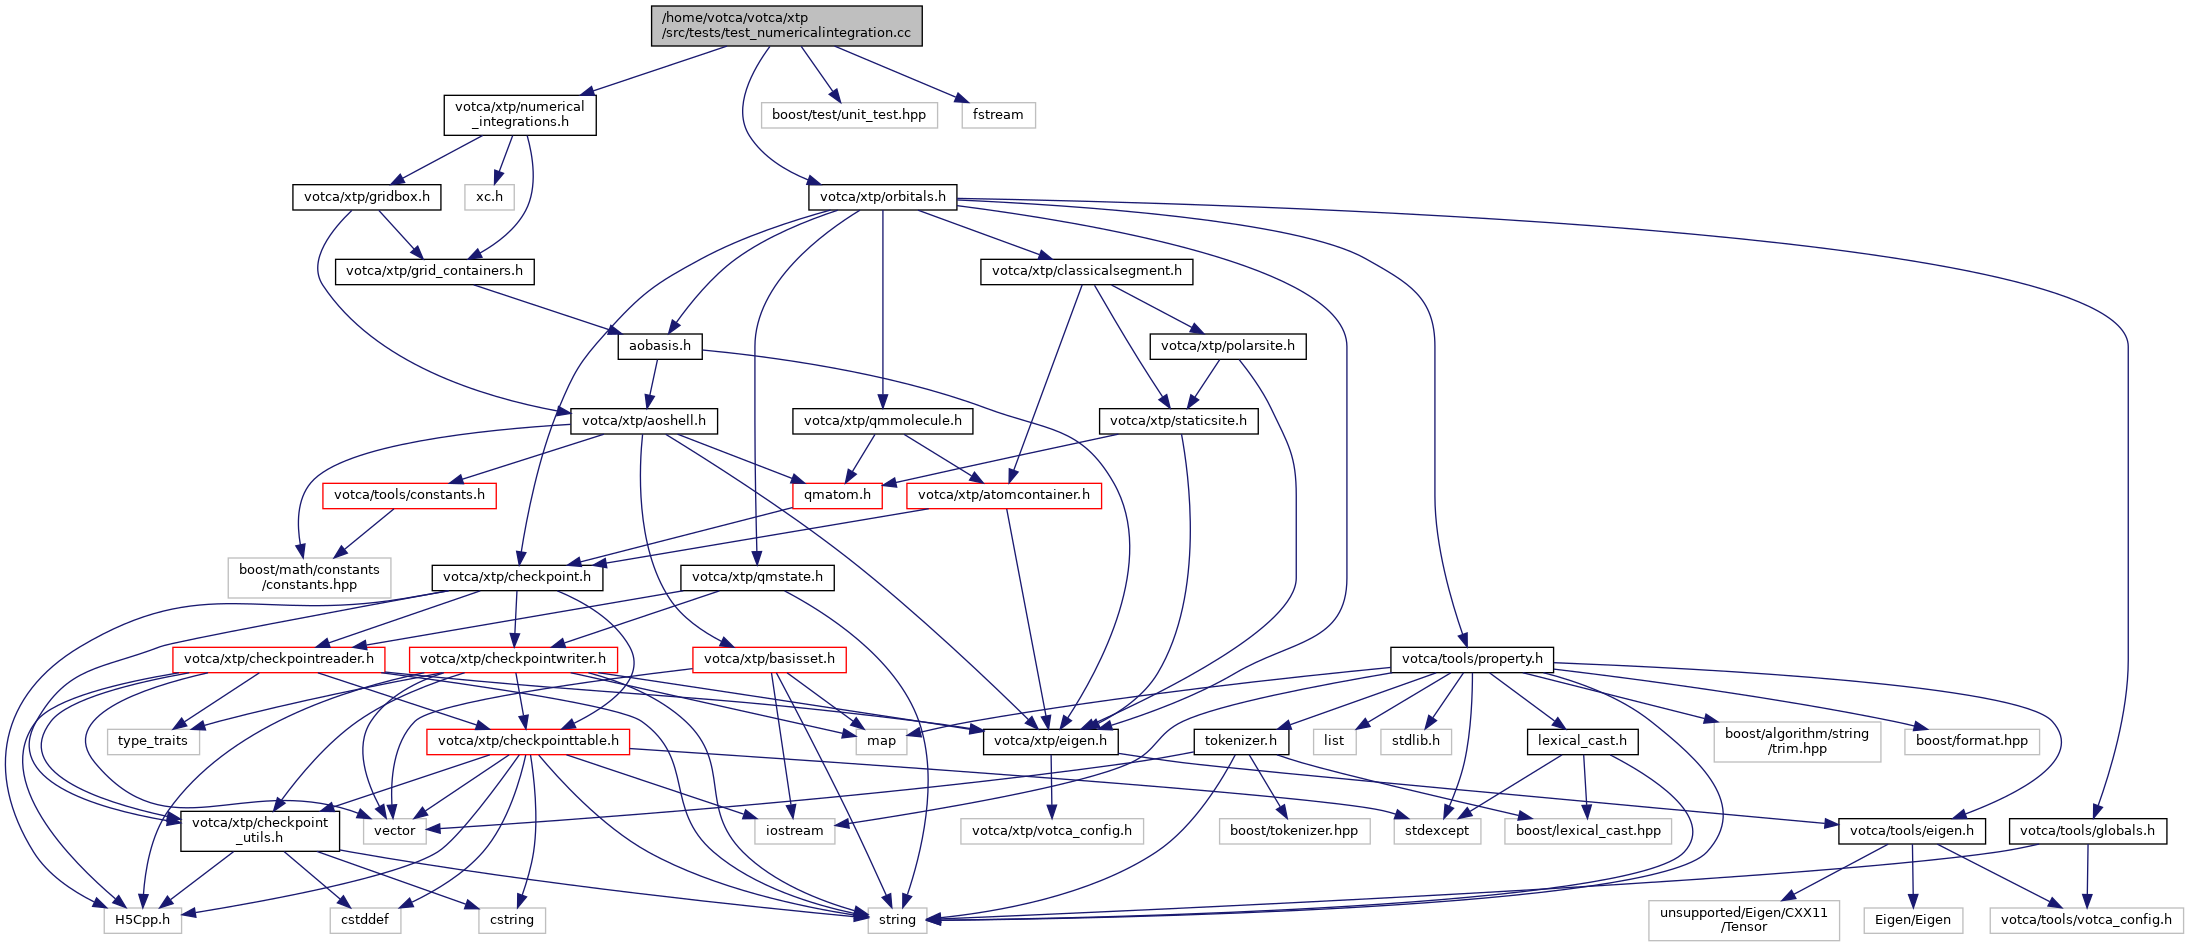 /home/votca/votca/xtp
/src/tests/test_numericalintegration.cc
votca/xtp/numerical
_integrations.h
boost/test/unit_test.hpp
fstream
votca/xtp/gridbox.h
xc.h
votca/xtp/orbitals.h
votca/xtp/grid_containers.h
votca/xtp/classicalsegment.h
aobasis.h
votca/xtp/polarsite.h
votca/xtp/aoshell.h
votca/xtp/qmmolecule.h
votca/xtp/staticsite.h
votca/tools/constants.h
qmatom.h
votca/xtp/atomcontainer.h
boost/math/constants
/constants.hpp
votca/xtp/checkpoint.h
votca/xtp/qmstate.h
votca/xtp/checkpointreader.h
votca/xtp/checkpointwriter.h
votca/xtp/basisset.h
votca/tools/property.h
type_traits
votca/xtp/checkpointtable.h
map
votca/xtp/eigen.h
tokenizer.h
list
stdlib.h
lexical_cast.h
boost/algorithm/string
/trim.hpp
boost/format.hpp
votca/xtp/checkpoint
_utils.h
vector
iostream
votca/xtp/votca_config.h
boost/tokenizer.hpp
stdexcept
boost/lexical_cast.hpp
votca/tools/eigen.h
votca/tools/globals.h
H5Cpp.h
cstddef
cstring
string
unsupported/Eigen/CXX11
/Tensor
Eigen/Eigen
votca/tools/votca_config.h